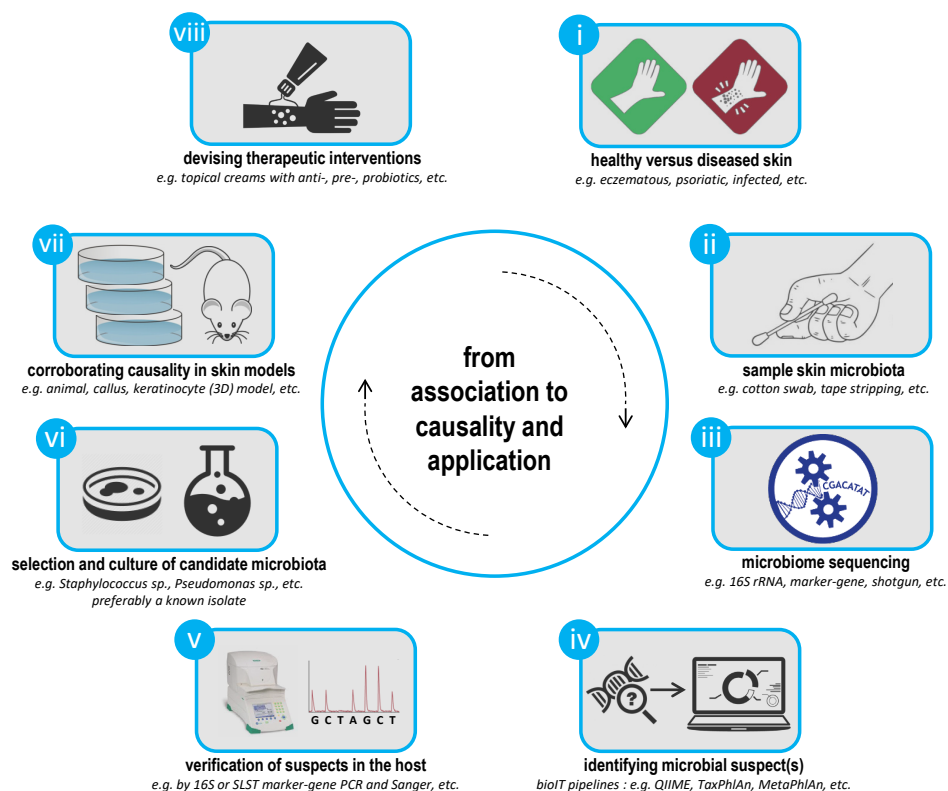 viii
devising therapeutic interventions
e.g. topical creams with anti-, pre-, probiotics, etc.
i
healthy versus diseased skin
e.g. eczematous, psoriatic, infected, etc.
vii
corroborating causality in skin models
e.g. animal, callus, keratinocyte (3D) model, etc.
ii
sample skin microbiota
e.g. cotton swab, tape stripping, etc.
from
association to
causality and
application
vi
selection and culture of candidate microbiota
e.g. Staphylococcus sp., Pseudomonas sp., etc.
preferably a known isolate
iii
CGACATAT
microbiome sequencing
e.g. 16S rRNA, marker-gene, shotgun, etc.
v
G C T A G C T
verification of suspects in the host
e.g. by 16S or SLST marker-gene PCR and Sanger, etc.
iv
?
identifying microbial suspect(s)
bioIT pipelines : e.g. QIIME, TaxPhlAn, MetaPhlAn, etc.